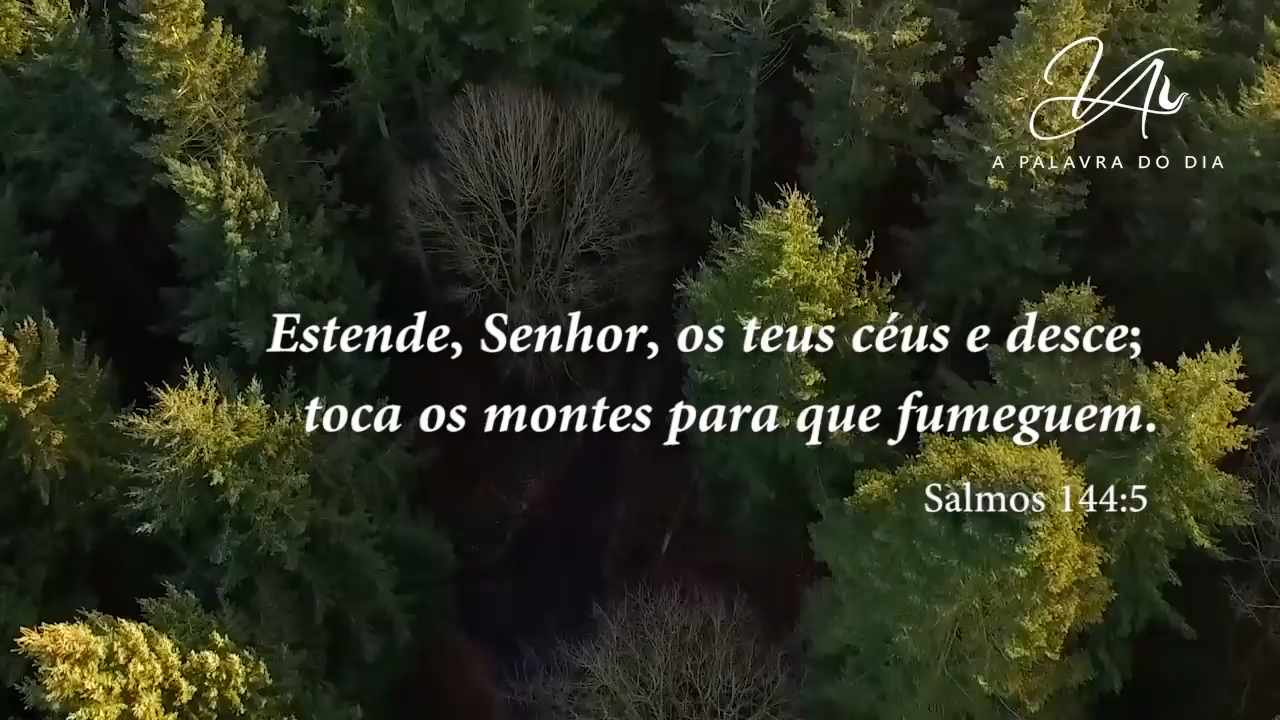 A PALAVRA DO DIA
Estende, Senhor, os teus céus e desce;
toca os montes para que fumeguem.
Salmos 144:5